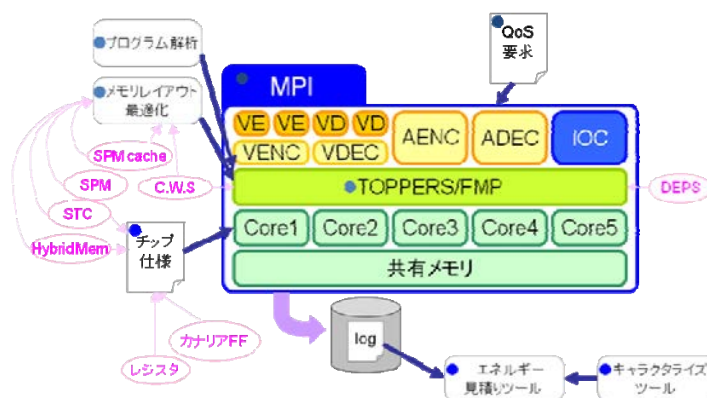 プログラム解析
QoS
要求
メモリレイアウト
最適化
MPI
VE VE VD VD
VENC VDEC
AENC ADEC IOC
SPM cache
SPM
C.W.S
TOPPERS/FMP
DEPS
STC
HybridMem
チップ
仕様
Core1 Core2 Core3 Core4 Core5
共有メモリ
カナリアFF
レジスタ
log
エネルギー
見積りツール
キャラクタライズ
ツール